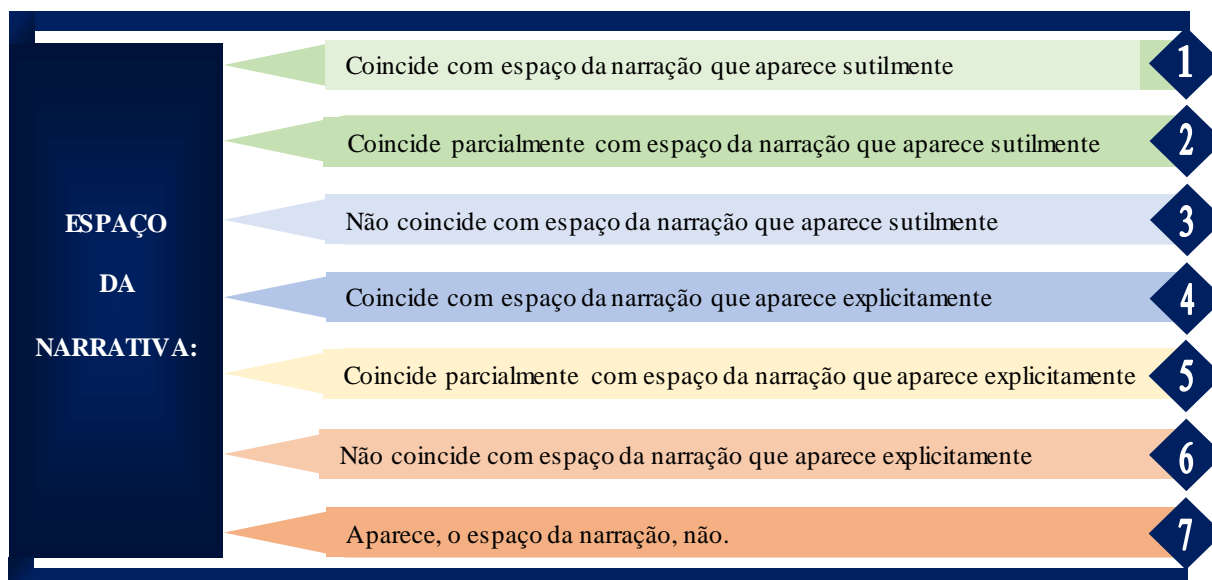 ESPAÇO
DA
NARRATIVA:
Coincide com espaço da narração que aparece sutilmente
1
Coincide parcialmente com espaço da narração que aparece sutilmente
2
Não coincide com espaço da narração que aparece sutilmente
3
Coincide com espaço da narração que aparece explicitamente
4
Coincide parcialmente com espaço da narração que aparece explicitamente
5
Não coincide com espaço da narração que aparece explicitamente
6
Aparece, o espaço da narração, não.
7